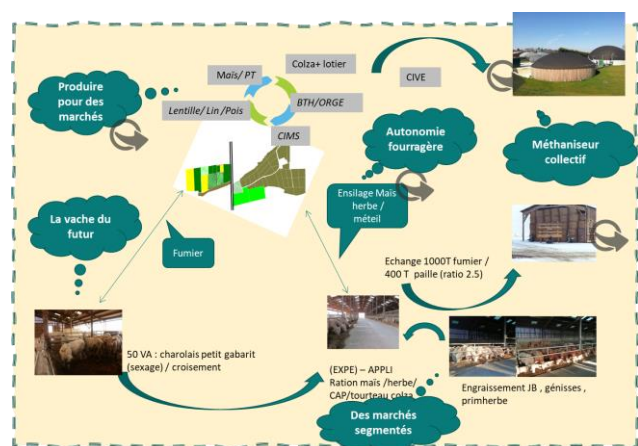 Produire
pour des
marchés
Maïs/ PT
Colza+ lotier
Lentille/ Lin /Pois
BTH/ORGE
CIMS
CIVE
Autonomie
fourragère
Méthaniseur
collectif
La vache du
futur
Fumier
Ensilage Maïs
herbe /
méteil
Echange 1000T fumier /
400 T paille (ratio 2.5)
50 VA : charolais petit gabarit
(sexage) / croisement
(EXPE) – APPLI
Ration maïs /herbe/
CAP/tourteau colza
Engraissement JB , génisses ,
primherbe
Des marchés
segmentés